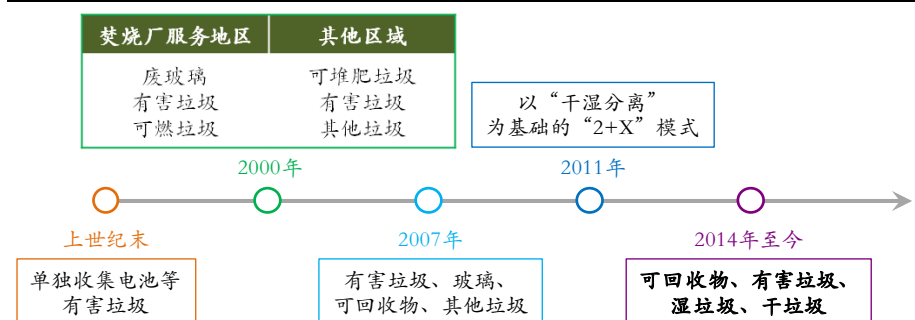 焚烧厂服务地区 其他区域
废玻璃 可堆肥垃圾
有害垃圾 有害垃圾
可燃垃圾 其他垃圾
以“干湿分离”
为基础的“2+X”模式
2000年
2011年
上世纪末
2007年
2014年至今
单独收集电池等
有害垃圾
有害垃圾、玻璃、
可回收物、其他垃圾
可回收物、有害垃圾、
湿垃圾、干垃圾